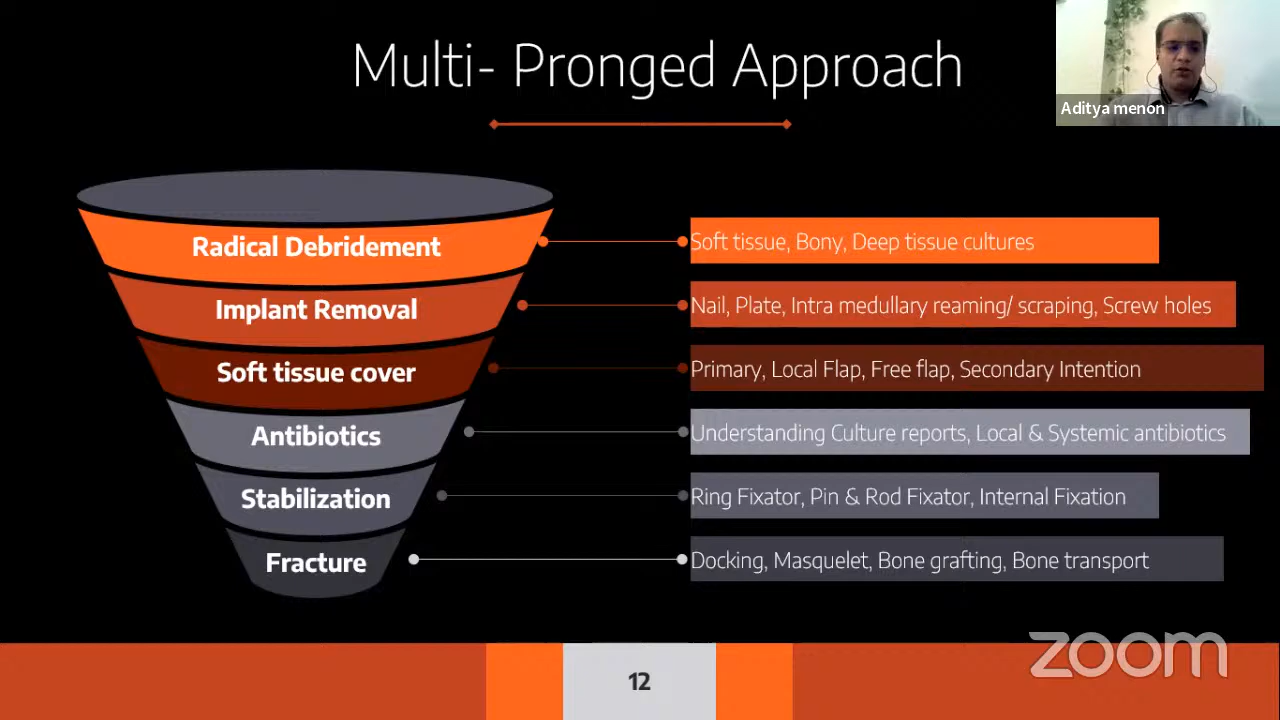 Multi- Pronged Approach
Aditya menon
Radical Debridement
Soft tissue, Bony, Deep tissue cultures
Implant Removal
Nail, Plate, Intra medullary reaming/ scraping, Screw holes
Soft tissue cover
Primary, Local Flap, Free flap, Secondary Intention
Antibiotics
Understanding Culture reports, Local & Systemic antibiotics
Stabilization
Ring Fixator, Pin & Rod Fixator, Internal Fixation
Fracture
Docking, Masquelet, Bone grafting, Bone transport
zoom
12